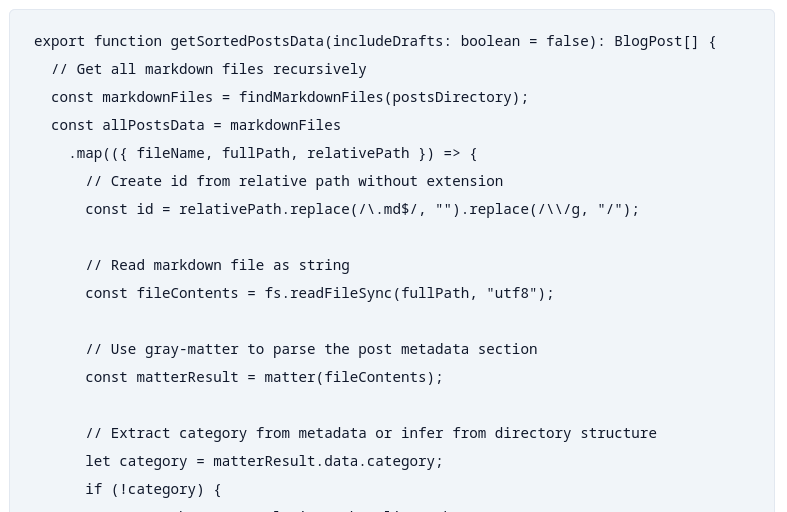 export function getSortedPostsData(includeDrafts: boolean = false): BlogPost[] {
  // Get all markdown files recursively
  const markdownFiles = findMarkdownFiles(postsDirectory);
  const allPostsData = markdownFiles
    .map(({ fileName, fullPath, relativePath }) => {
      // Create id from relative path without extension
      const id = relativePath.replace(/\.md$/, "").replace(/\\/g, "/");

      // Read markdown file as string
      const fileContents = fs.readFileSync(fullPath, "utf8");

      // Use gray-matter to parse the post metadata section
      const matterResult = matter(fileContents);

      // Extract category from metadata or infer from directory structure
      let category = matterResult.data.category;
      if (!category) {